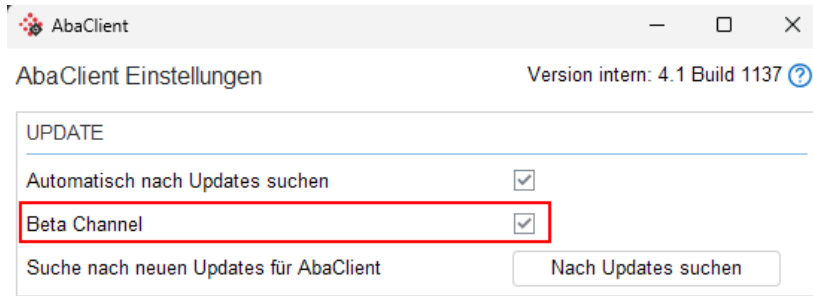 AbaClient
AbaClient Einstellungen Version intern: 4.1 Build 1137 ?
UPDATE
Automatisch nach Updates suchen
Beta Channel
Suche nach neuen Updates für AbaClient Nach Updates suchen